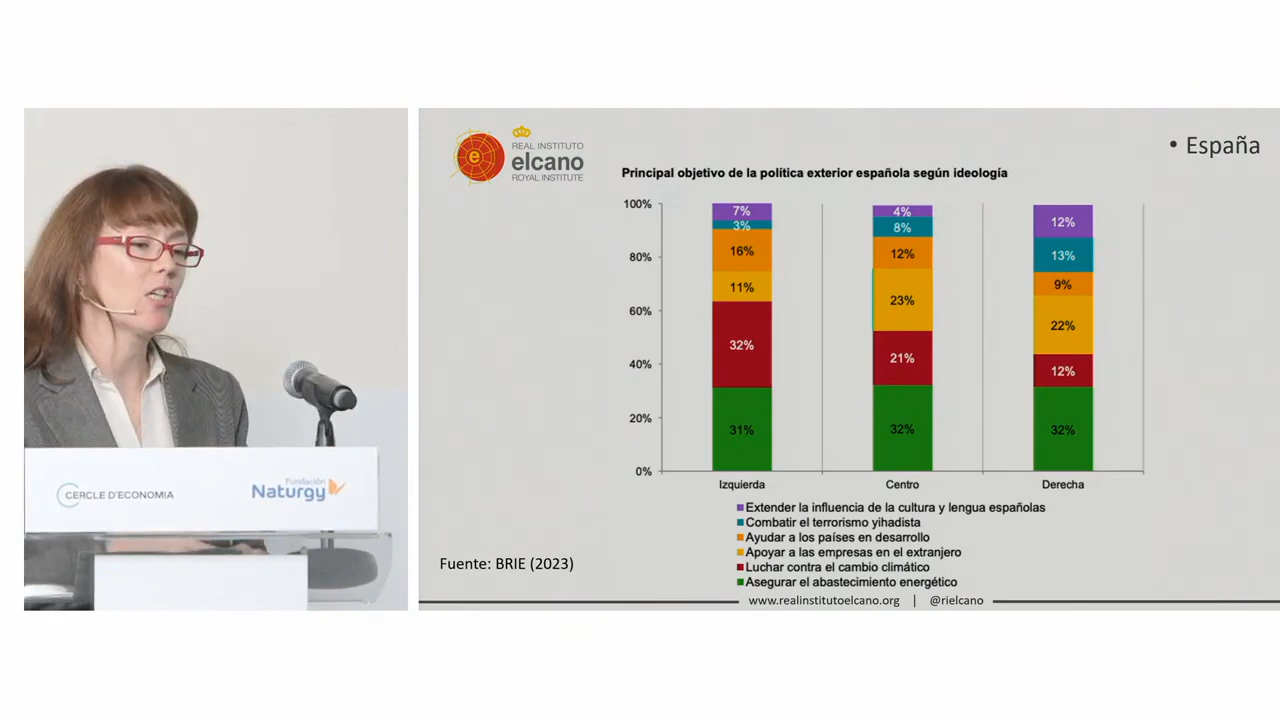 CERCLE D'ECONOMIA
Fundación
Naturgy
e
REAL INSTITUTO
elcano
ROYAL INSTITUTE
• España
Principal objetivo de la política exterior española según ideología
100%
80%
60%
40%
20%
0%
7%
3%
16%
11%
32%
31%
4%
8%
12%
23%
21%
32%
12%
13%
9%
22%
12%
32%
Izquierda
Centro
Derecha
Extender la influencia de la cultura y lengua españolas
Combatir el terrorismo yihadista
Ayudar a los países en desarrollo
Apoyar a las empresas en el extranjero
Luchar contra el cambio climático
Asegurar el abastecimiento energético
Fuente: BRIE (2023)
www.realinstitutoelcano.org | @rielcano